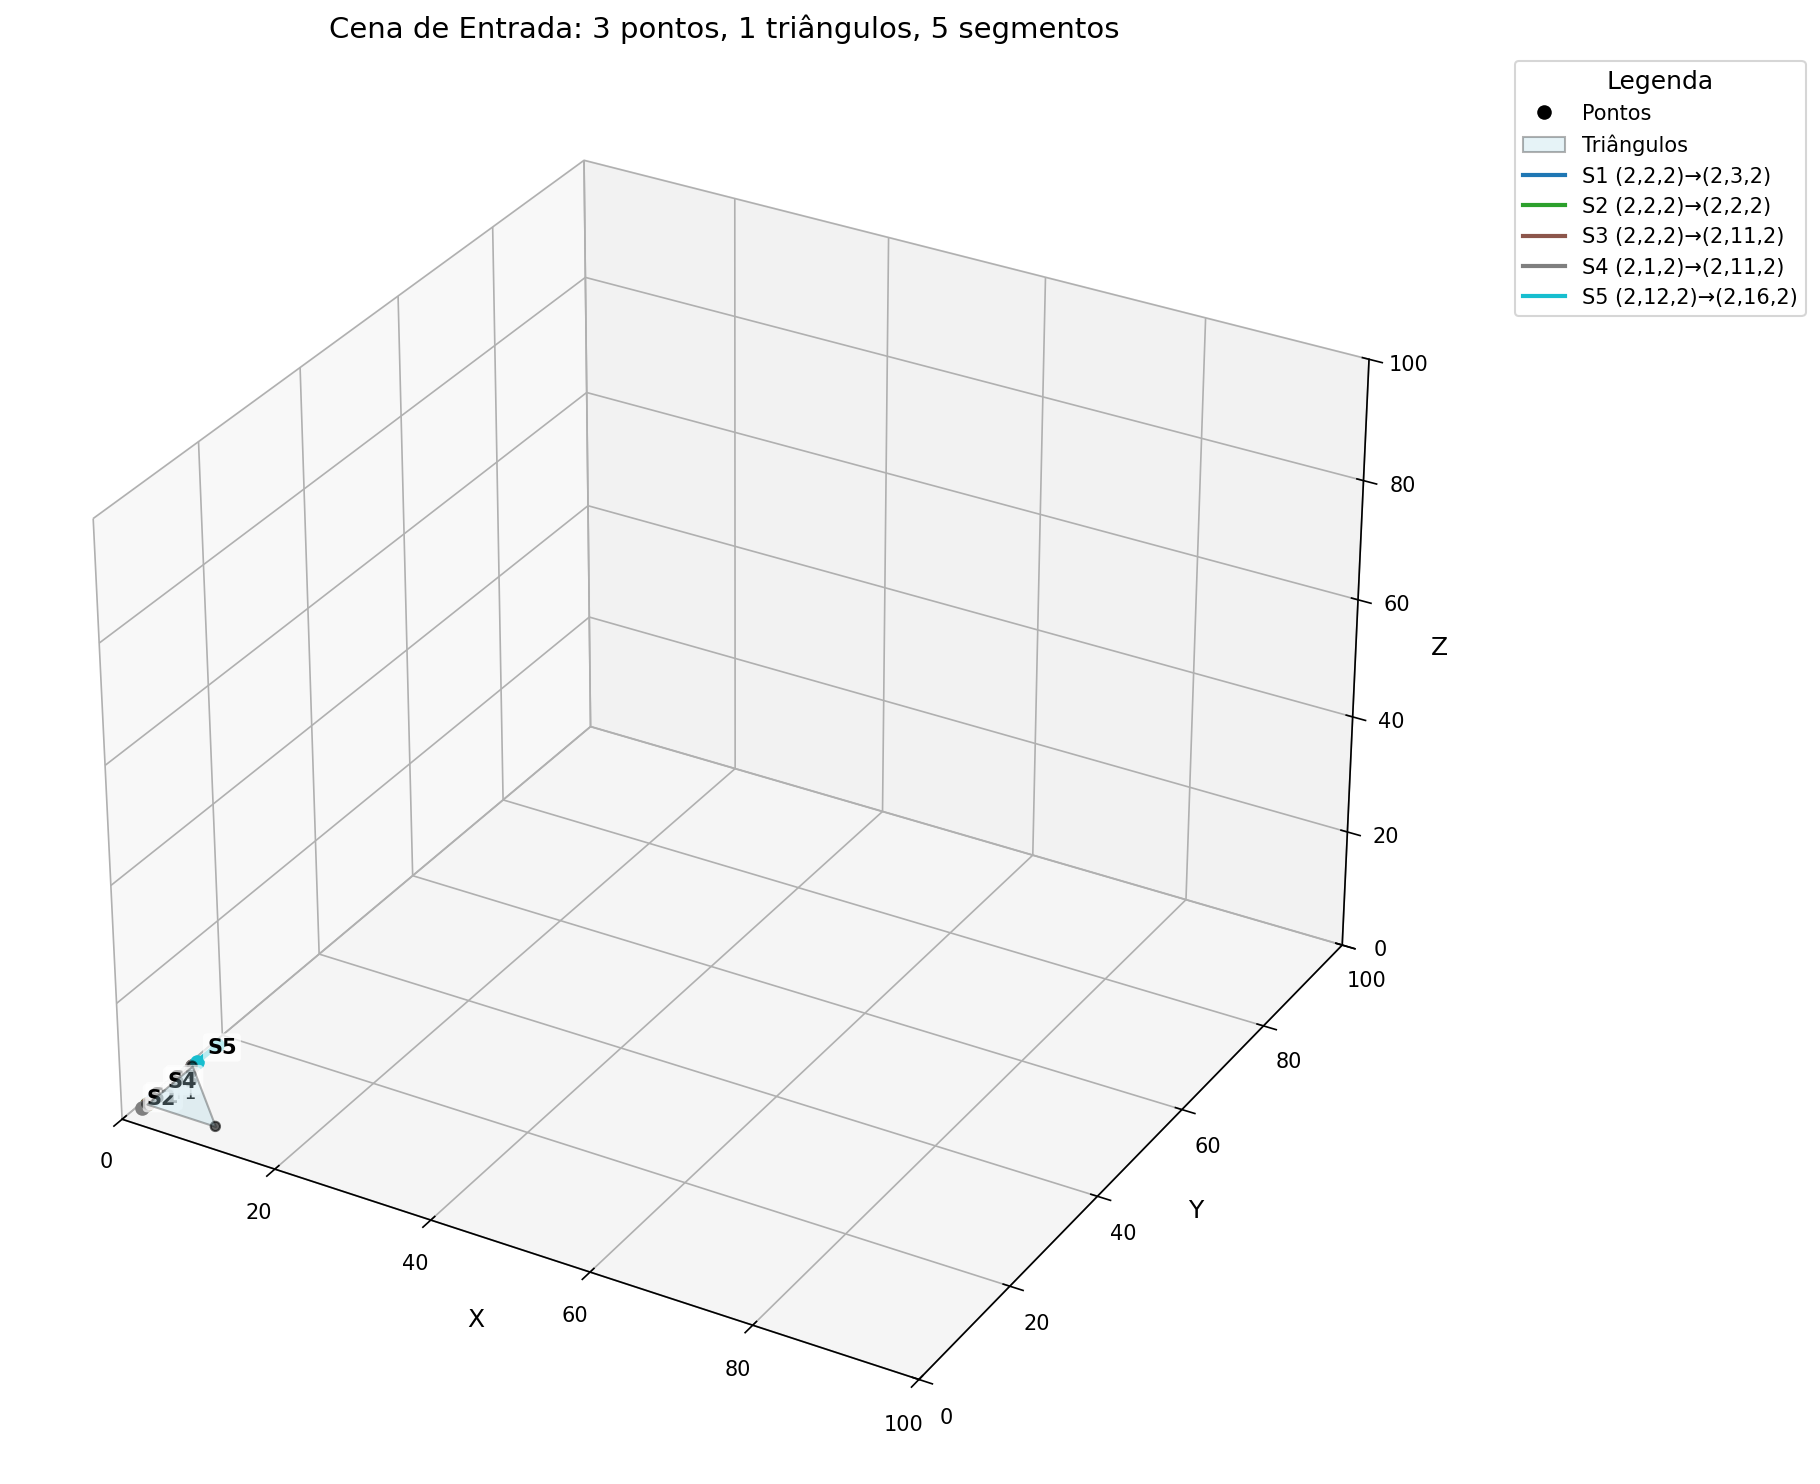 Cena de Entrada: 3 pontos, 1 triângulos, 5 segmentos
Legenda
Pontos
Triângulos
S1 (2,2,2)→(2,3,2)
S2 (2,2,2)→(2,2,2)
S3 (2,2,2)→(2,11,2)
S4 (2,1,2)→(2,11,2)
S5 (2,12,2)→(2,16,2)
100
80
60
Z
40
20
0
100
80
60
Y
40
20
0
S5
S4
S2
0
20
40
X
60
80
100